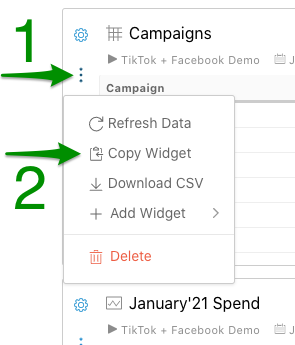 1
Campaigns
TikTok + Facebook Demo
Campaign
Refresh Data
2
Copy Widget
Download CSV
Add Widget
Delete
January'21 Spend
TikTok + Facebook Demo